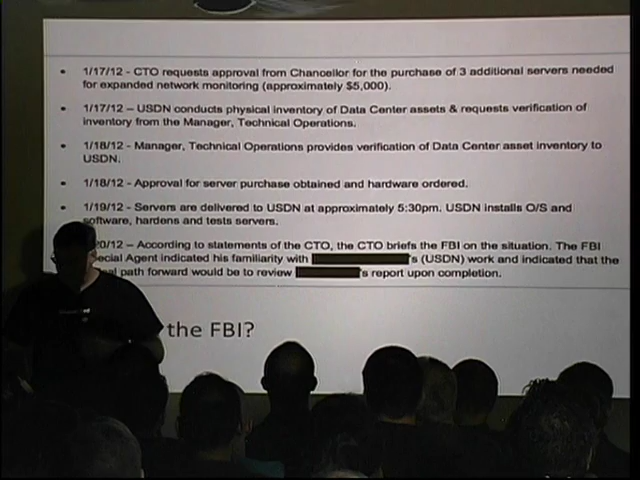 • 1/17/12 - CTO requests approval from Chancellor for the purchase of 3 additional servers needed
for expanded network monitoring (approximately $5,000).
• 1/17/12 – USDN conducts physical inventory of Data Center assets & requests verification of
inventory from the Manager, Technical Operations.
• 1/18/12 - Manager, Technical Operations provides verification of Data Center asset inventory to
USDN.
• 1/18/12 - Approval for server purchase obtained and hardware ordered.
• 1/19/12 - Servers are delivered to USDN at approximately 5:30pm. USDN installs O/S and
software, hardens and tests servers.
20/12 – According to statements of the CTO, the CTO briefs the FBI on the situation. The FBI
ecial Agent indicated his familiarity with 's (USDN) work and indicated that the
al path forward would be to review 's report upon completion.
the FBI?